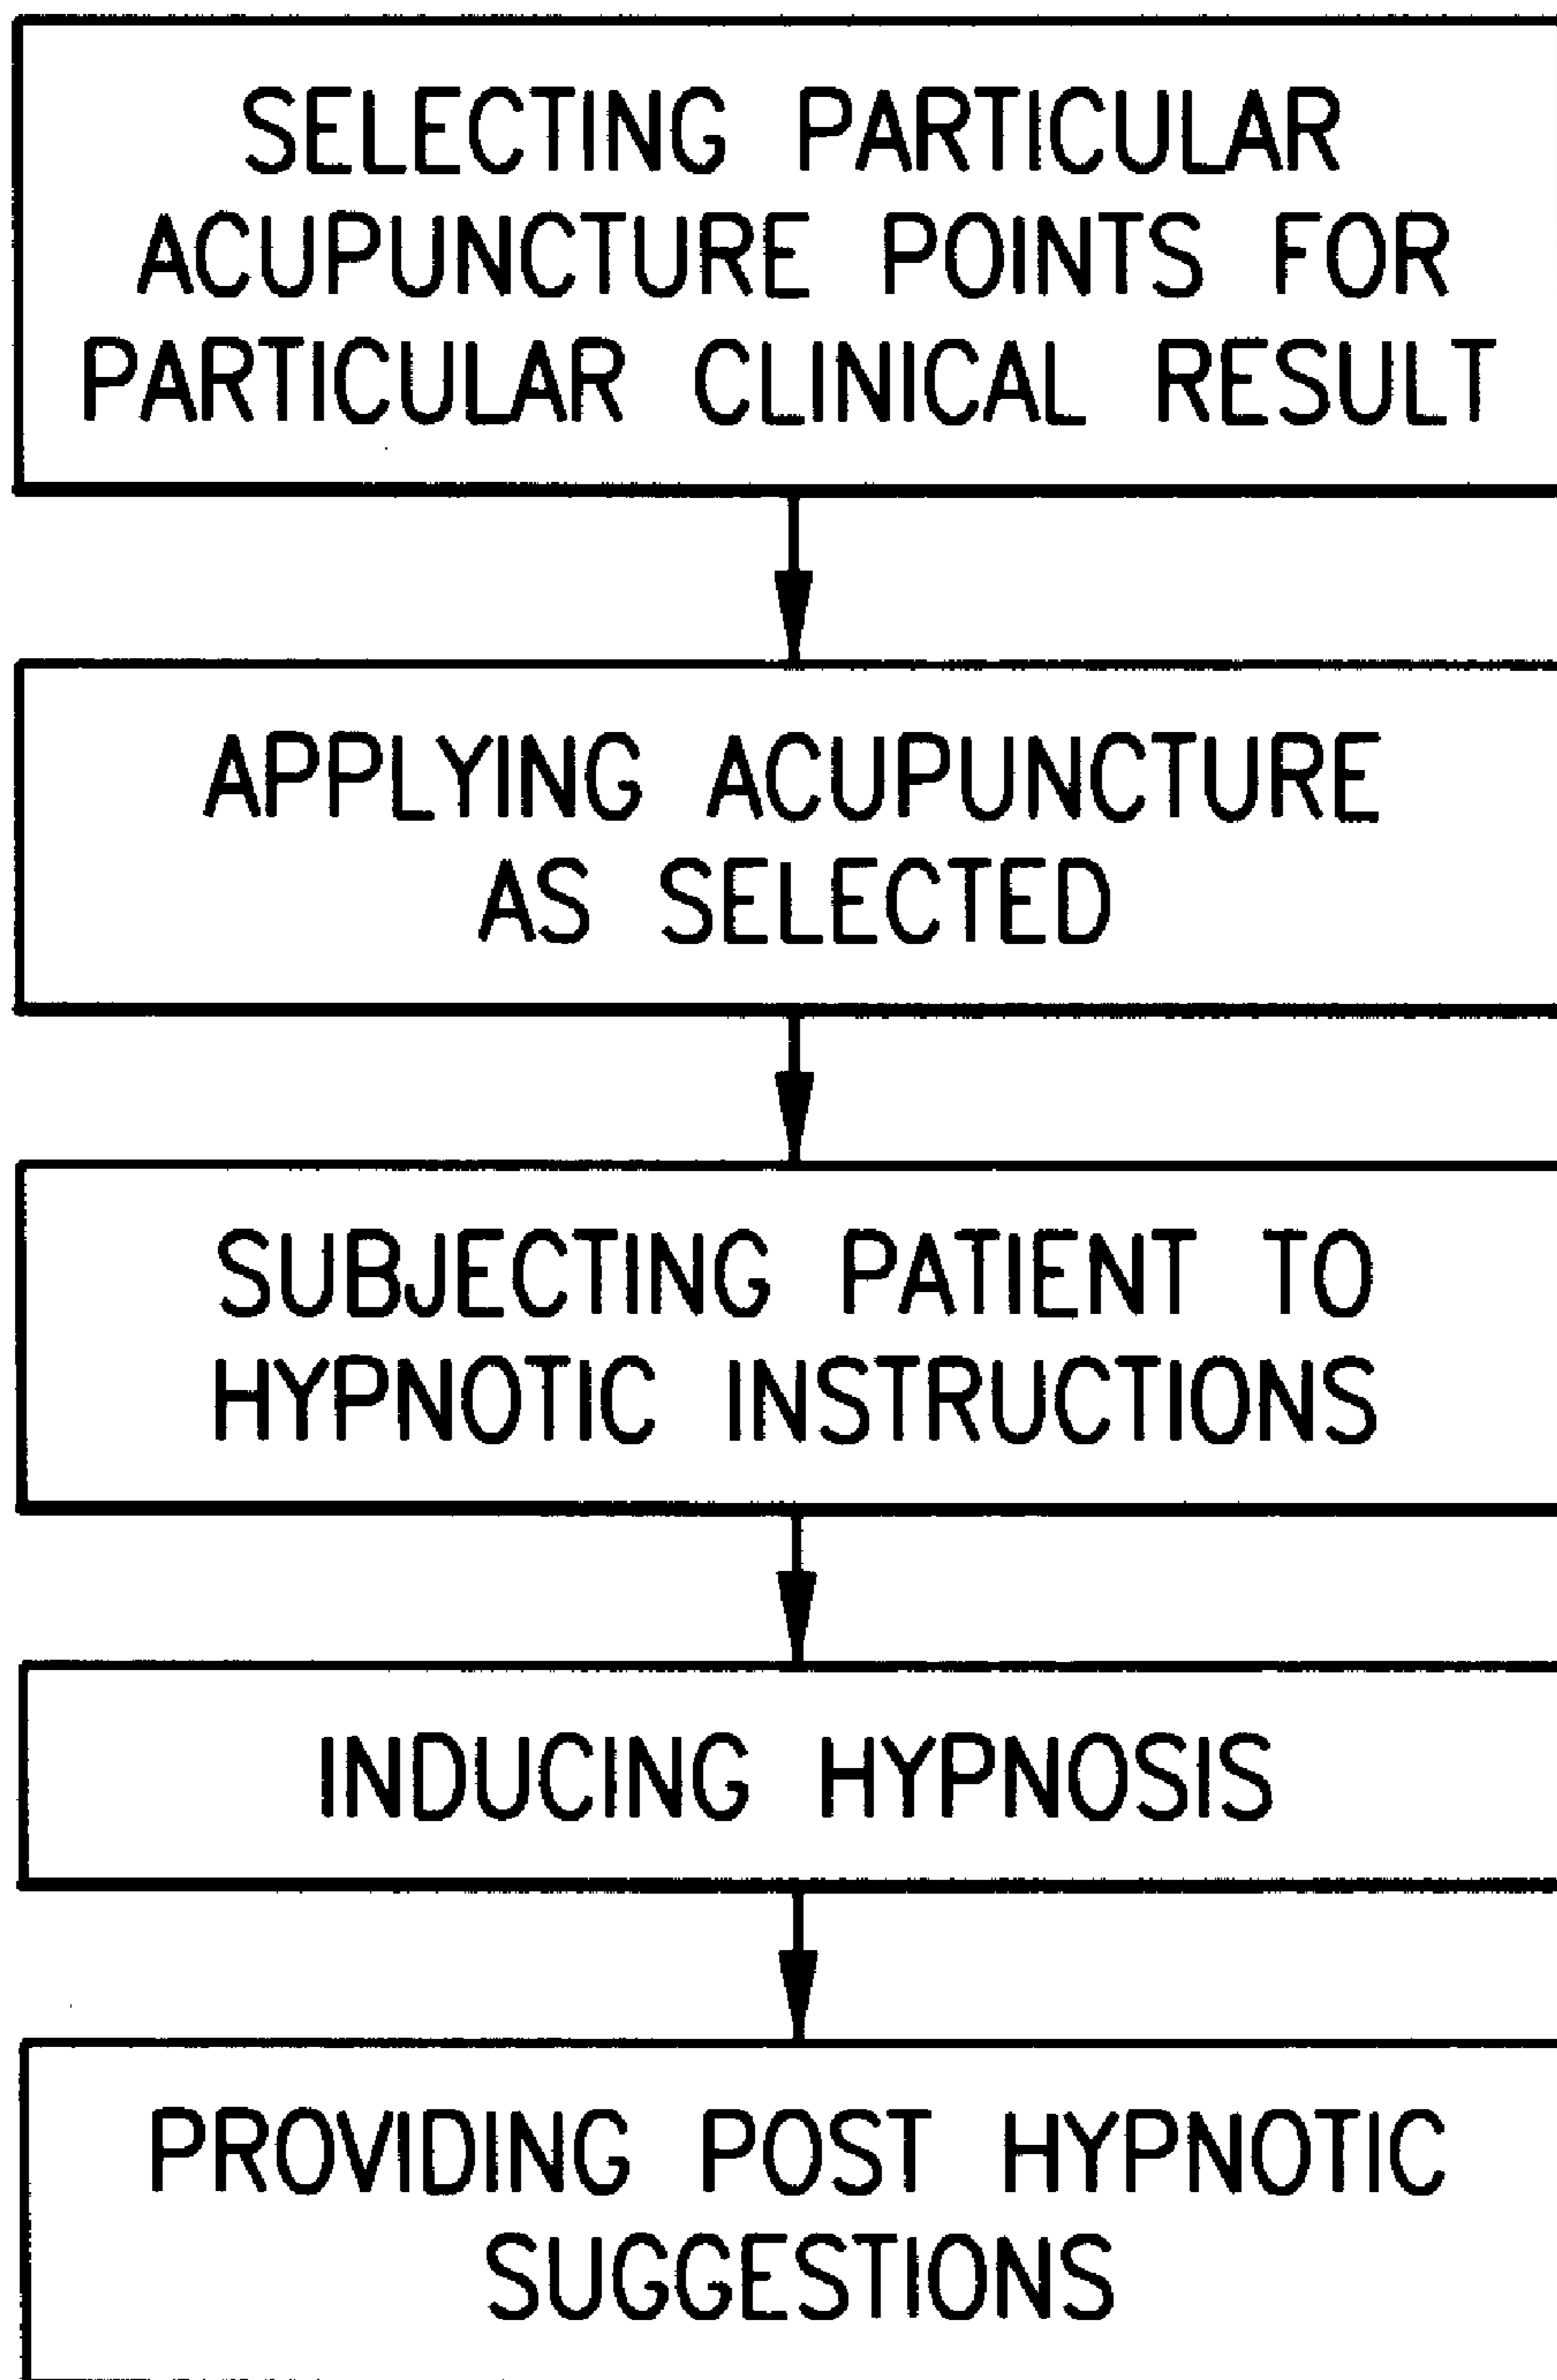 SELECTING PARTICULAR
ACUPUNCTURE POINTS FOR
PARTICULAR CLINICAL RESULT
APPLYING ACUPUNCTURE
AS SELECTED
SUBJECTING PATIENT TO
HYPNOTIC INSTRUCTIONS
INDUCING HYPNOSIS
PROVIDING POST HYPNOTIC
SUGGESTIONS